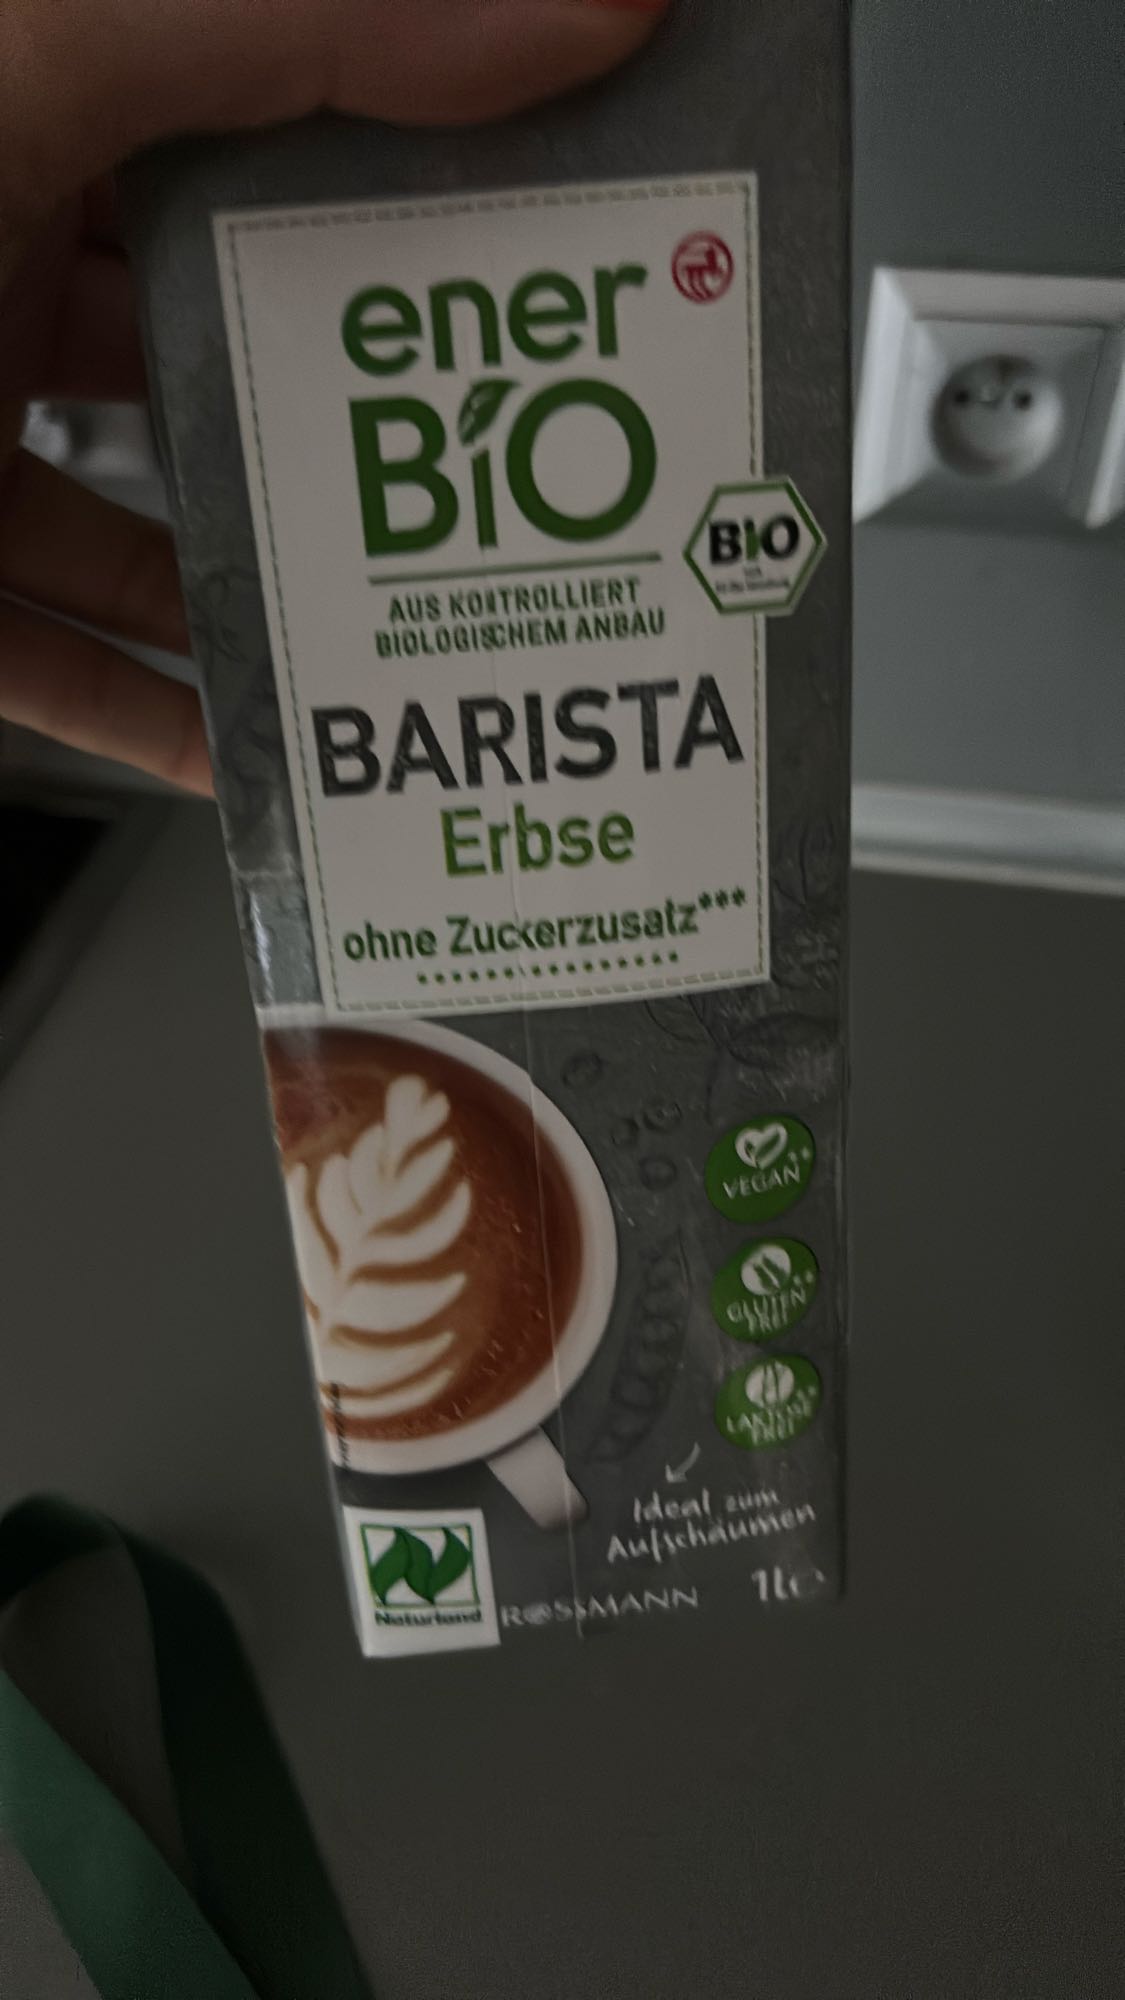 ener
BiO
BiO
AUS KONTROLLIERT
BIOLOGISCHEM ANBAU
BARISTA
Erbse
ohne Zuckerzusatz***
VEGAN**
GLUTEN**
FREI
LAKTOSE**
FREI
Ideal zum
Aufschäumen
Naturland
ROSSMANN
1L e